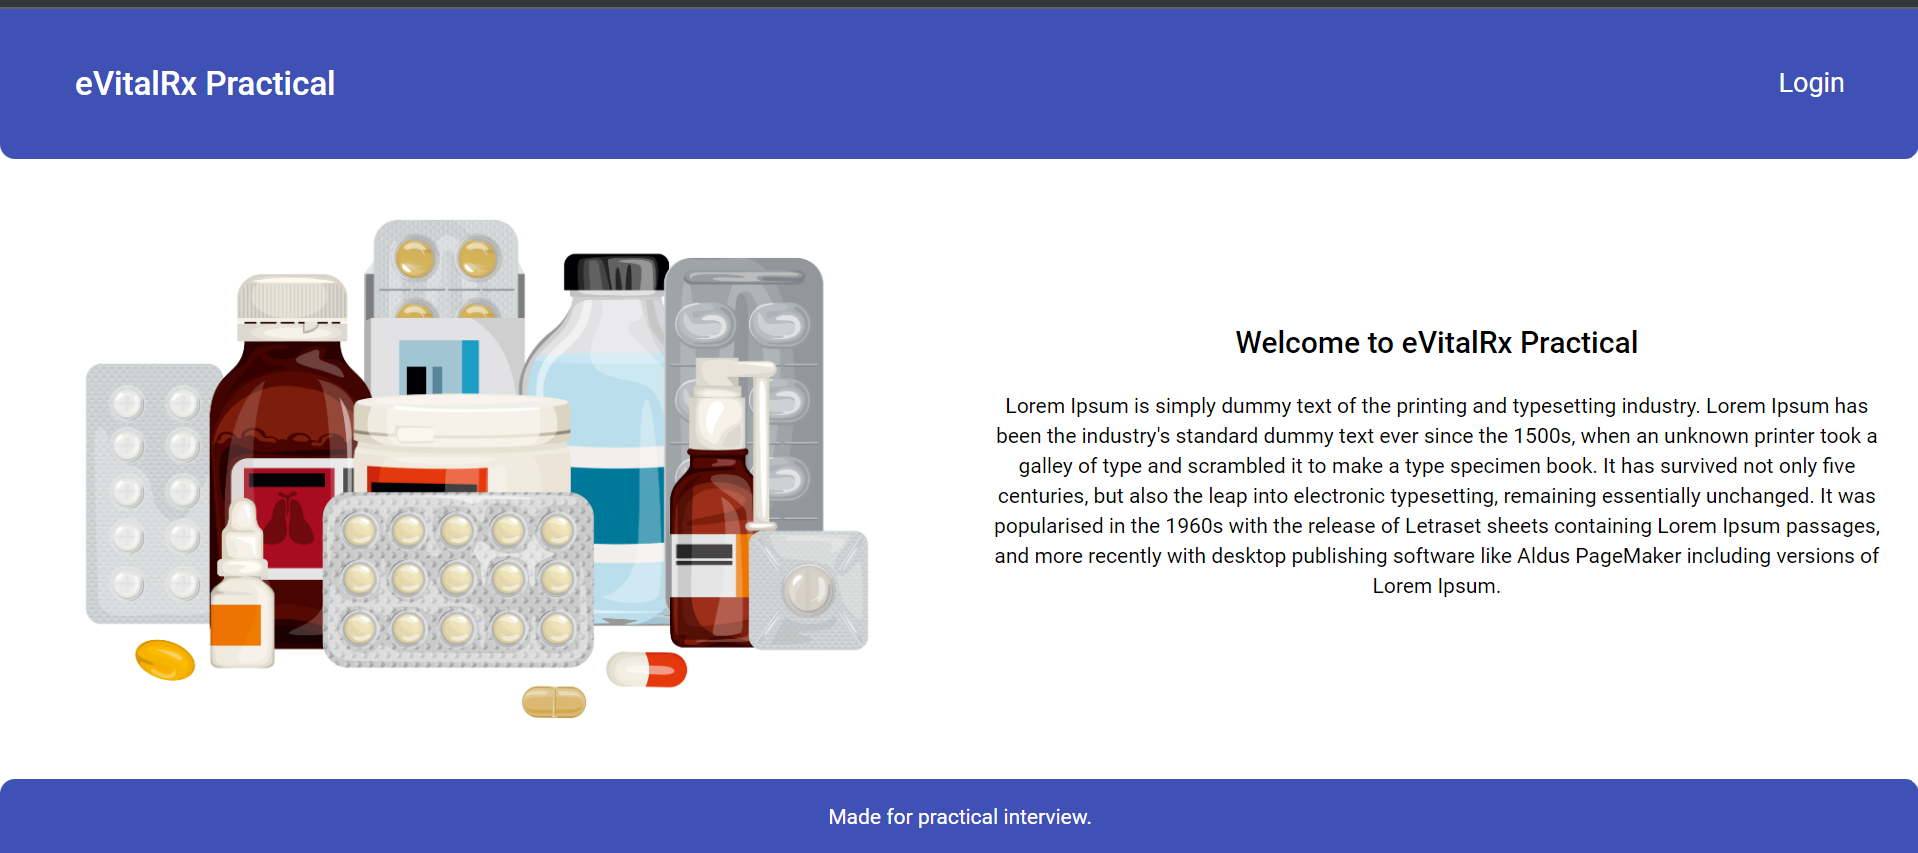 eVitalRx Practical
Login
Welcome to eVitalRx Practical
Lorem Ipsum is simply dummy text of the printing and typesetting industry. Lorem Ipsum has
been the industry's standard dummy text ever since the 1500s, when an unknown printer took a
galley of type and scrambled it to make a type specimen book. It has survived not only five
centuries, but also the leap into electronic typesetting, remaining essentially unchanged. It was
popularised in the 1960s with the release of Letraset sheets containing Lorem Ipsum passages,
and more recently with desktop publishing software like Aldus PageMaker including versions of
Lorem Ipsum.
Made for practical interview.